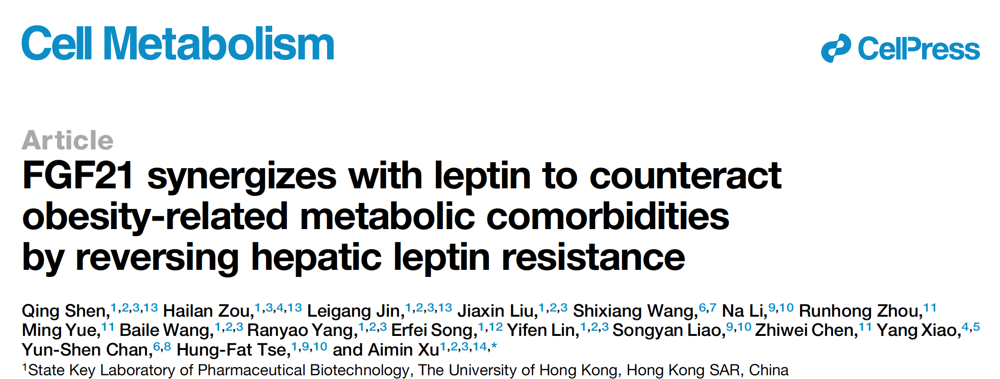 Cell Metabolism
CellPress
Article
FGF21 synergizes with leptin to counteract
obesity-related metabolic comorbidities
by reversing hepatic leptin resistance
Qing Shen,1,2,3,13 Hailan Zou,1,3,4,13 Leigang Jin,1,2,3,13 Jiaxin Liu,1,2,3 Shixiang Wang,6,7 Na Li,9,10 Runhong Zhou,11
Ming Yue,11 Baile Wang,1,2,3 Ranyao Yang,1,2,3 Erfei Song,1,12 Yifen Lin,1,2,3 Songyan Liao,9,10 Zhiwei Chen,11 Yang Xiao,4,5
Yun-Shen Chan,6,8 Hung-Fat Tse,1,9,10 and Aimin Xu1,2,3,14,*
1State Key Laboratory of Pharmaceutical Biotechnology, The University of Hong Kong, Hong Kong SAR, China